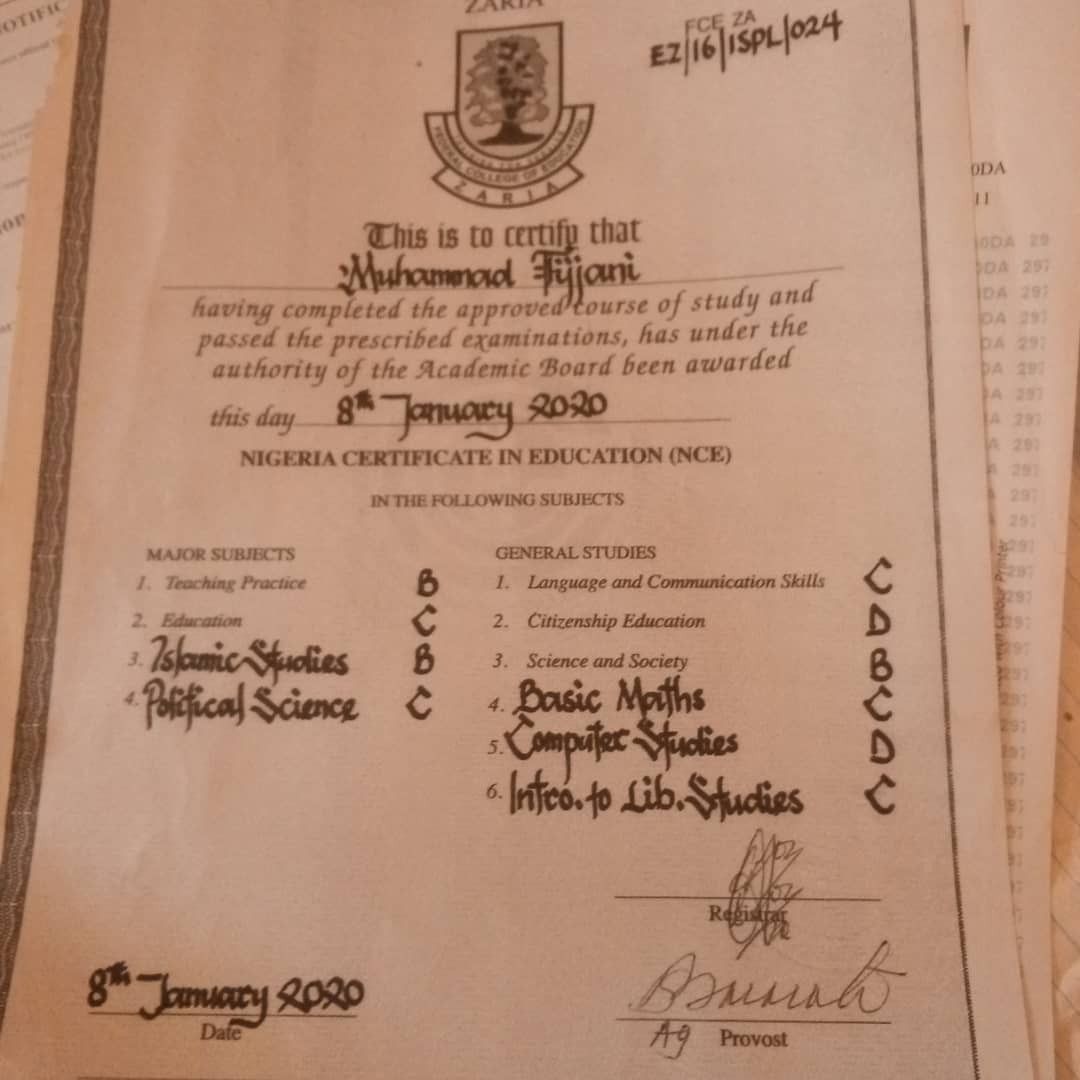 ZARIA
FCE ZA
EZ/16/ISPL/024
FEDERAL COLLEGE OF EDUCATION
ZARIA
This is to certify that
Muhammad Tijjani
having completed the approved course of study and
passed the prescribed examinations, has under the
authority of the Academic Board been awarded
this day 8th January 2020
NIGERIA CERTIFICATE IN EDUCATION (NCE)
IN THE FOLLOWING SUBJECTS
MAJOR SUBJECTS
1. Teaching Practice B
2. Education C
3. Islamic Studies B
4. Political Science C
GENERAL STUDIES
1. Language and Communication Skills C
2. Citizenship Education D
3. Science and Society B
4. Basic Maths C
5. Computer Studies D
6. Intro. to Lib. Studies C
Registrar
8th January 2020
Date
Ag Provost